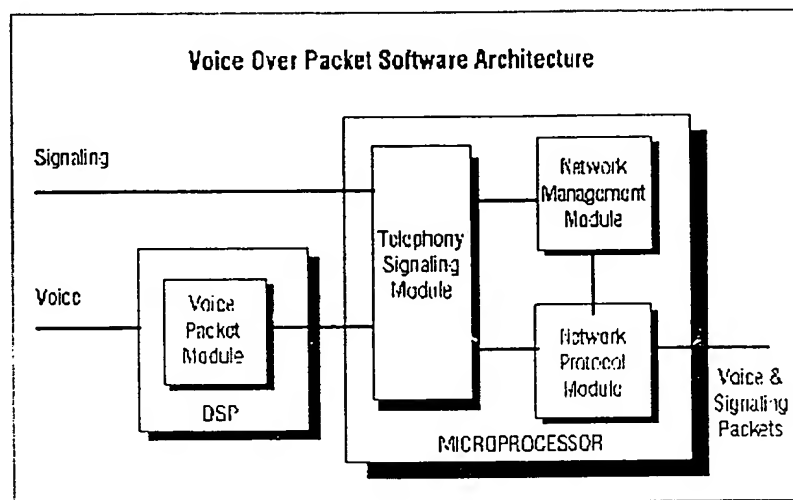 Voice Over Packet Software Architecture
Signaling
Voice
Voice
Packet
Module
DSP
Telephony
Signaling
Module
Network
Management
Module
Network
Protocol
Module
MICROPROCESSOR
Voice &
Signaling
Packets